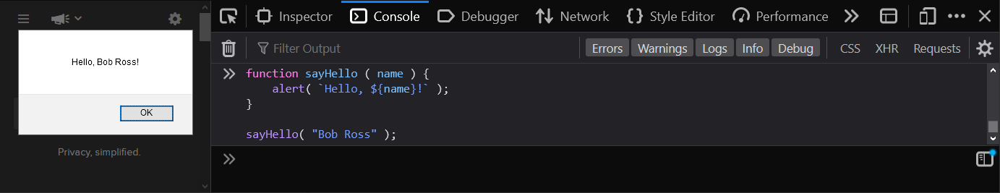 Inspector Console Debugger Network Style Editor Performance
Filter Output Errors Warnings Logs Info Debug CSS XHR Requests
Hello, Bob Ross!
OK
Privacy, simplified.
function sayHello ( name ) {
    alert( `Hello, ${name}!` );
}
sayHello( "Bob Ross" );